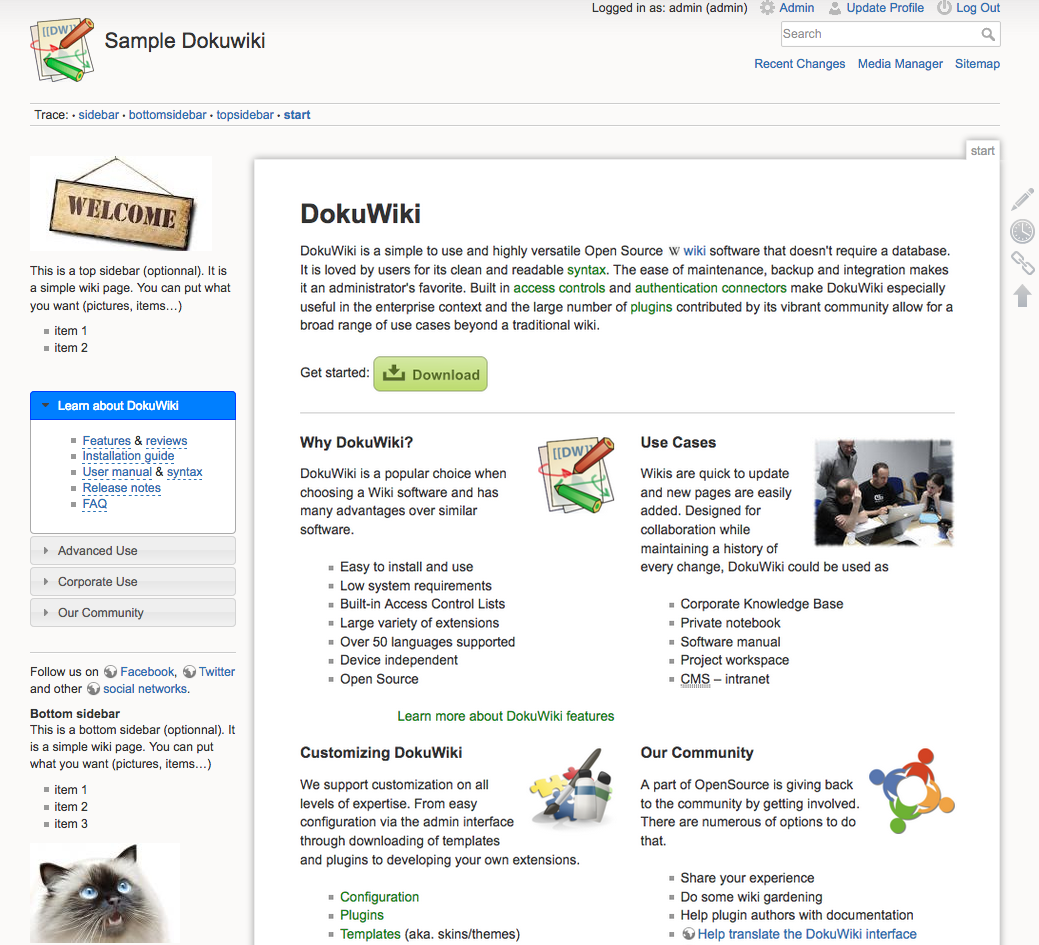 Logged in as: admin (admin) Admin Update Profile Log Out
[[DW]]
Sample Dokuwiki
Search
Recent Changes Media Manager Sitemap
Trace: • sidebar • bottomsidebar • topsidebar • start
start
WELCOME
This is a top sidebar (optionnal). It is
a simple wiki page. You can put what
you want (pictures, items…)
item 1
item 2
Learn about DokuWiki
Features & reviews
Installation guide
User manual & syntax
Release notes
FAQ
Advanced Use
Corporate Use
Our Community
Follow us on Facebook, Twitter
and other social networks.
Bottom sidebar
This is a bottom sidebar (optionnal). It
is a simple wiki page. You can put
what you want (pictures, items…)
item 1
item 2
item 3
DokuWiki
DokuWiki is a simple to use and highly versatile Open Source W wiki software that doesn't require a database.
It is loved by users for its clean and readable syntax. The ease of maintenance, backup and integration makes
it an administrator's favorite. Built in access controls and authentication connectors make DokuWiki especially
useful in the enterprise context and the large number of plugins contributed by its vibrant community allow for a
broad range of use cases beyond a traditional wiki.
Get started: Download
Why DokuWiki?
[[DW]]
DokuWiki is a popular choice when
choosing a Wiki software and has
many advantages over similar
software.
Easy to install and use
Low system requirements
Built-in Access Control Lists
Large variety of extensions
Over 50 languages supported
Device independent
Open Source
Learn more about DokuWiki features
Use Cases
Wikis are quick to update
and new pages are easily
added. Designed for
collaboration while
maintaining a history of
every change, DokuWiki could be used as
Corporate Knowledge Base
Private notebook
Software manual
Project workspace
CMS – intranet
Customizing DokuWiki
We support customization on all
levels of expertise. From easy
configuration via the admin interface
through downloading of templates
and plugins to developing your own extensions.
Configuration
Plugins
Templates (aka. skins/themes)
Our Community
A part of OpenSource is giving back
to the community by getting involved.
There are numerous of options to do
that.
Share your experience
Do some wiki gardening
Help plugin authors with documentation
Help translate the DokuWiki interface